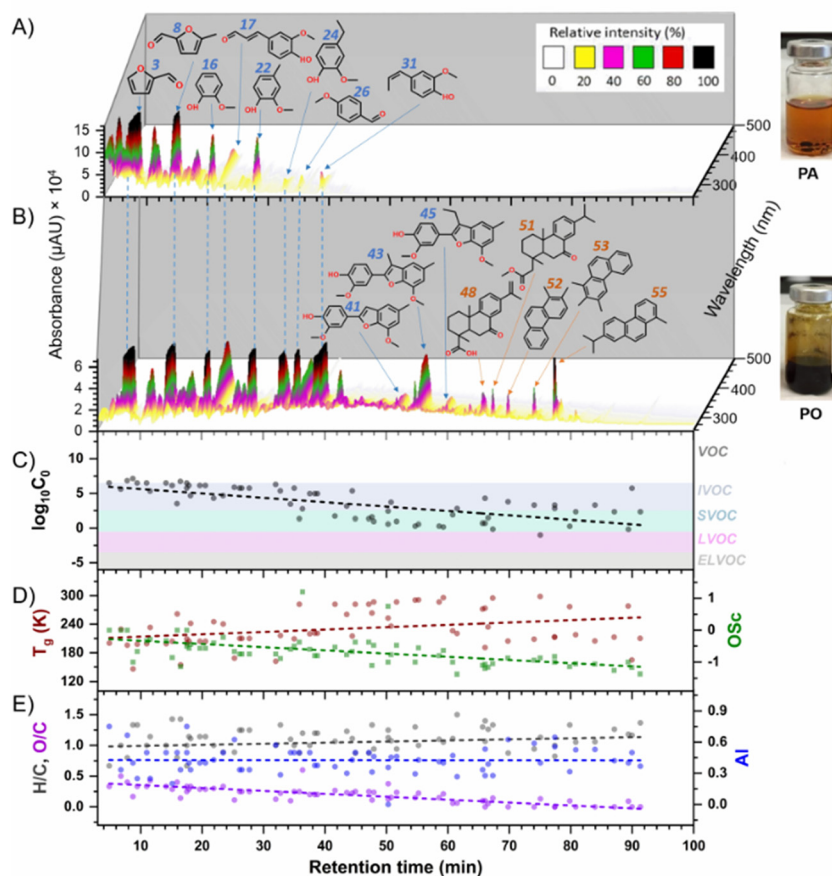 A)
8
17
24
31
3
16
22
26
Relative intensity (%)
0 20 40 60 80 100
15
10
5
0
500
400
300
PA
B)
Absorbance (µAU) × 10⁴
Wavelength (nm)
45
51
53
43
52
55
41
48
6
4
2
0
500
400
300
PO
C)
log₁₀C₀
10
5
0
-5
VOC
IVOC
SVOC
LVOC
ELVOC
D)
Tg (K)
300
240
180
120
1
0
-1
OSc
E)
H/C, O/C
1.5
1.0
0.5
0.0
0.9
0.6
0.3
0.0
AI
10 20 30 40 50 60 70 80 90 100
Retention time (min)